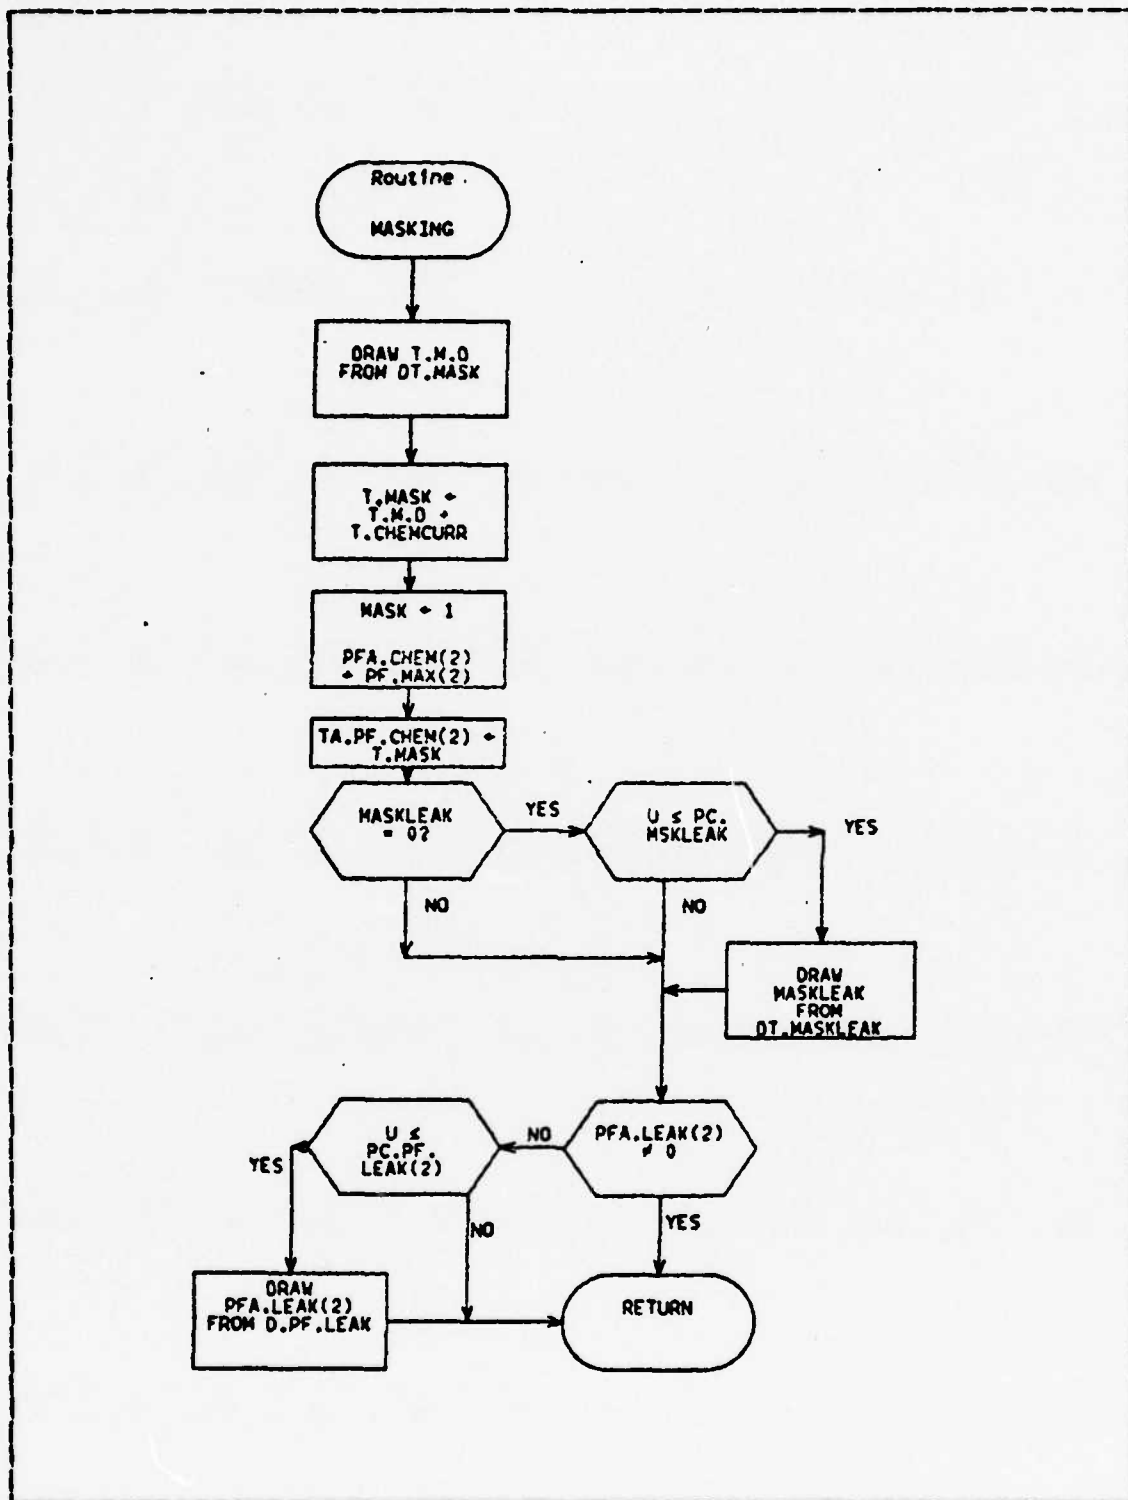 Routine
MASKING
DRAW T.M.D
FROM DT.MASK
T.MASK ←
T.M.D +
T.CHEMCURR
MASK ← 1
PFA.CHEM(2)
← PF.MAX(2)
TA.PF.CHEM(2) ←
T.MASK
MASKLEAK
= 0?
YES
U ≤ PC.
MSKLEAK
YES
NO
NO
DRAW
MASKLEAK
FROM
DT.MASKLEAK
U ≤
PC.PF.
LEAK(2)
NO
PFA.LEAK(2)
≠ 0
YES
NO
YES
DRAW
PFA.LEAK(2)
FROM D.PF.LEAK
RETURN